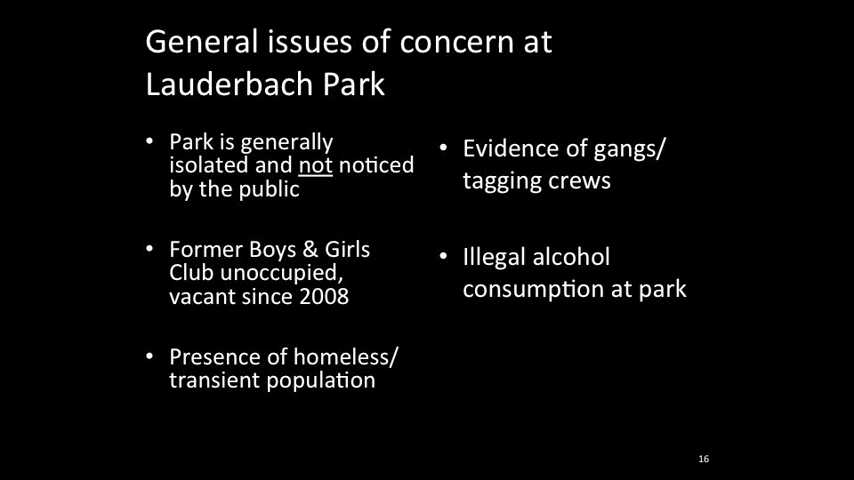 General issues of concern at
Lauderbach Park
• Park is generally
isolated and not noticed
by the public
• Former Boys & Girls
Club unoccupied,
vacant since 2008
• Presence of homeless/
transient population
• Evidence of gangs/
tagging crews
• Illegal alcohol
consumption at park
16